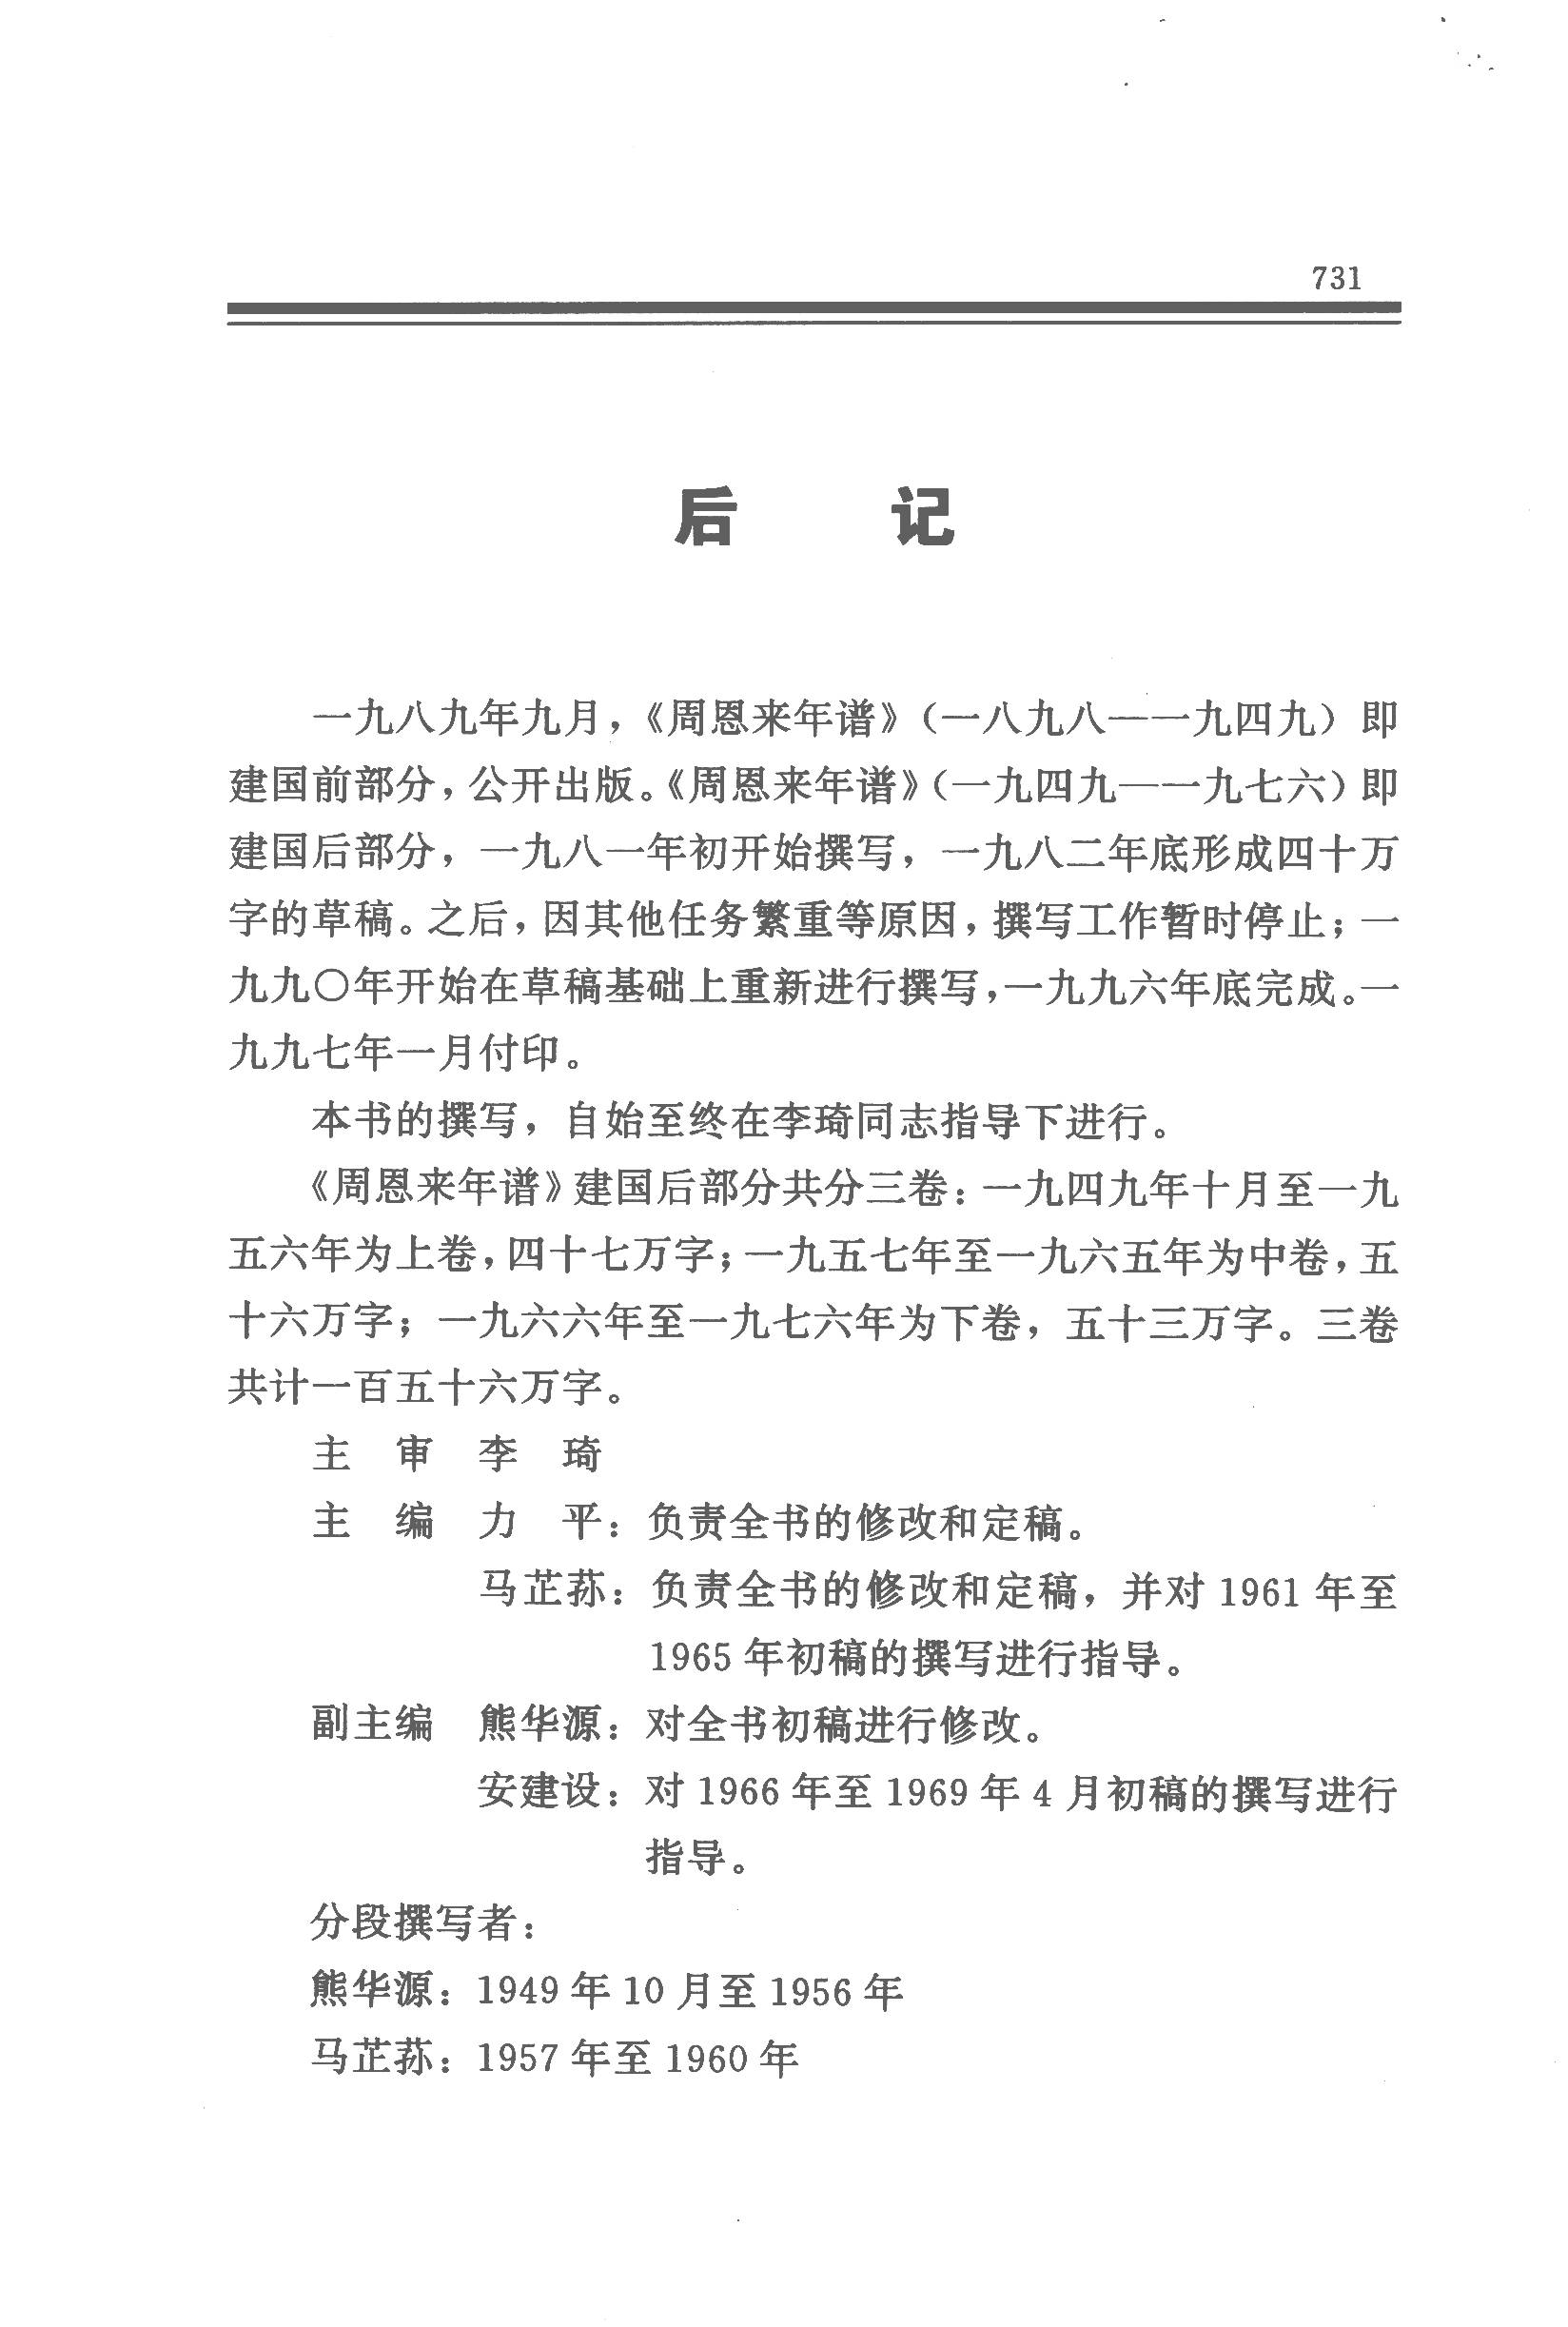 731
后 记
一九八九年九月，《周恩来年谱》（一八九八——一九四九）即
建国前部分，公开出版。《周恩来年谱》（一九四九——一九七六）即
建国后部分，一九八一年初开始撰写，一九八二年底形成四十万
字的草稿。之后，因其他任务繁重等原因，撰写工作暂时停止；一
九九〇年开始在草稿基础上重新进行撰写，一九九六年底完成。一
九九七年一月付印。
本书的撰写，自始至终在李琦同志指导下进行。
《周恩来年谱》建国后部分共分三卷：一九四九年十月至一九
五六年为上卷，四十七万字；一九五七年至一九六五年为中卷，五
十六万字；一九六六年至一九七六年为下卷，五十三万字。三卷
共计一百五十六万字。
主 审 李 琦
主 编 力 平：负责全书的修改和定稿。
马芷荪：负责全书的修改和定稿，并对 1961 年至
1965 年初稿的撰写进行指导。
副主编 熊华源：对全书初稿进行修改。
安建设：对 1966 年至 1969 年 4 月初稿的撰写进行
指导。
分段撰写者：
熊华源：1949 年 10 月至 1956 年
马芷荪：1957 年至 1960 年